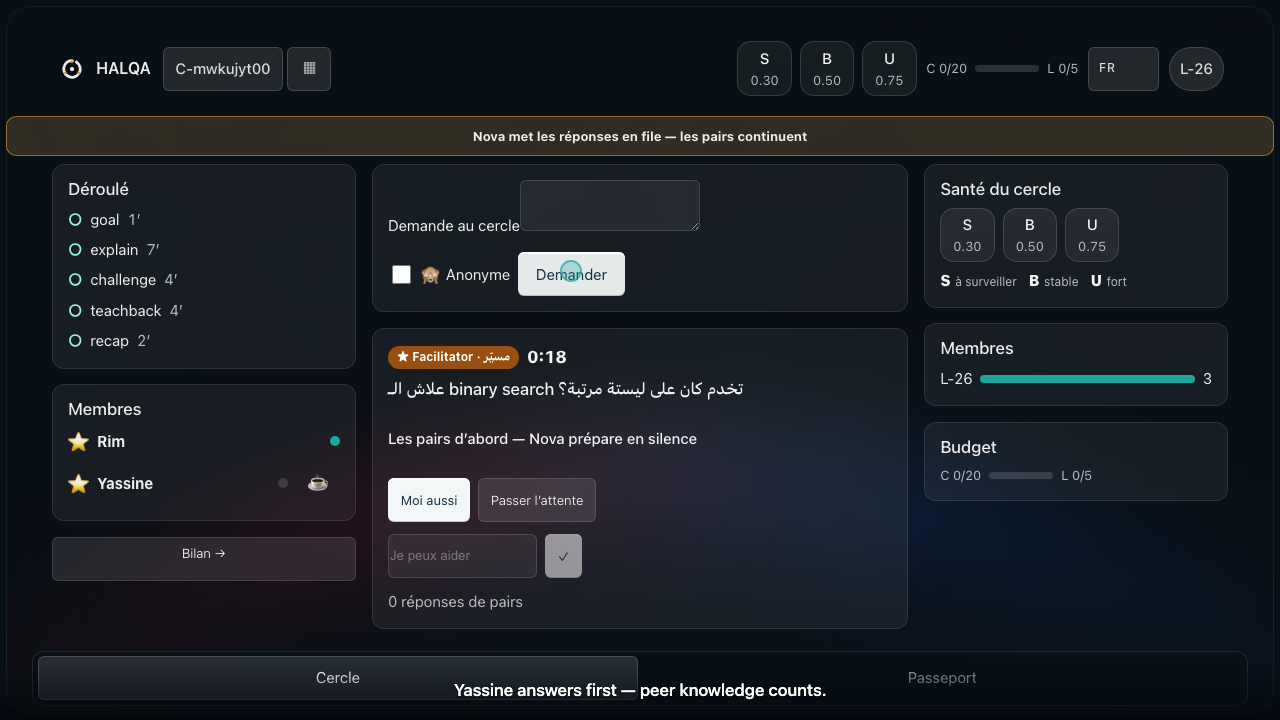 HALQA
C-mwkujyt00
S 0.30
B 0.50
U 0.75
C 0/20
L 0/5
FR
L-26
Nova met les réponses en file — les pairs continuent
Déroulé
goal 1′
explain 7′
challenge 4′
teachback 4′
recap 2′
Membres
Rim
Yassine
Bilan →
Demande au cercle
Anonyme
Demander
Facilitator · مسيّر 0:18
علاش الـ binary search تخدم كان على ليستة مرتبة؟
Les pairs d’abord — Nova prépare en silence
Moi aussi
Passer l’attente
Je peux aider
✓
0 réponses de pairs
Santé du cercle
S 0.30
B 0.50
U 0.75
S à surveiller B stable U fort
Membres
L-26 3
Budget
C 0/20 L 0/5
Cercle
Passeport
Yassine answers first — peer knowledge counts.